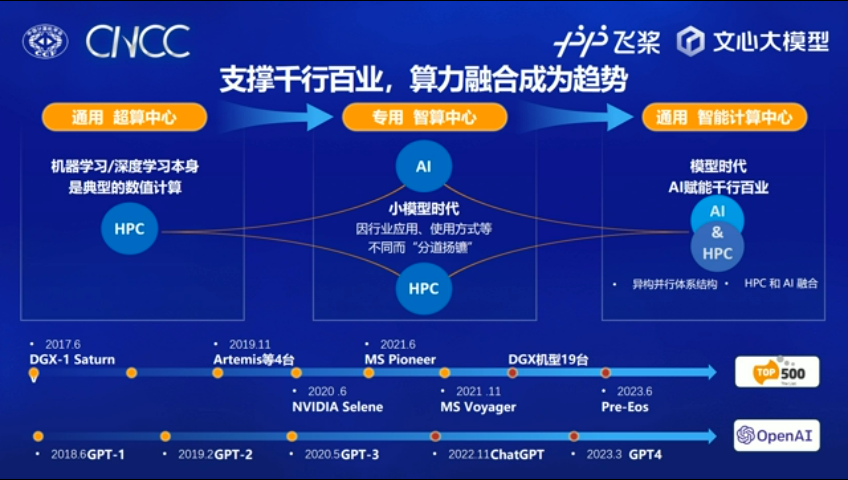 CCF
CNCC
飞桨
文心大模型
支撑千行百业，算力融合成为趋势
通用 超算中心
专用 智算中心
通用 智能计算中心
机器学习/深度学习本身
是典型的数值计算
HPC
AI
小模型时代
因行业应用、使用方式等
不同而“分道扬镳”
HPC
模型时代
AI赋能千行百业
AI
&
HPC
• 异构并行体系结构
• HPC 和 AI 融合
• 2017.6
DGX-1 Saturn
V
• 2019.11
Artemis等4台
• 2020 .6
NVIDIA Selene
• 2021.6
MS Pioneer
• 2021 .11
MS Voyager
DGX机型19台
• 2023.6
Pre-Eos
TOP 500
• 2018.6GPT-1
• 2019.2GPT-2
• 2020.5GPT-3
• 2022.11ChatGPT
• 2023.3 GPT4
OpenAI